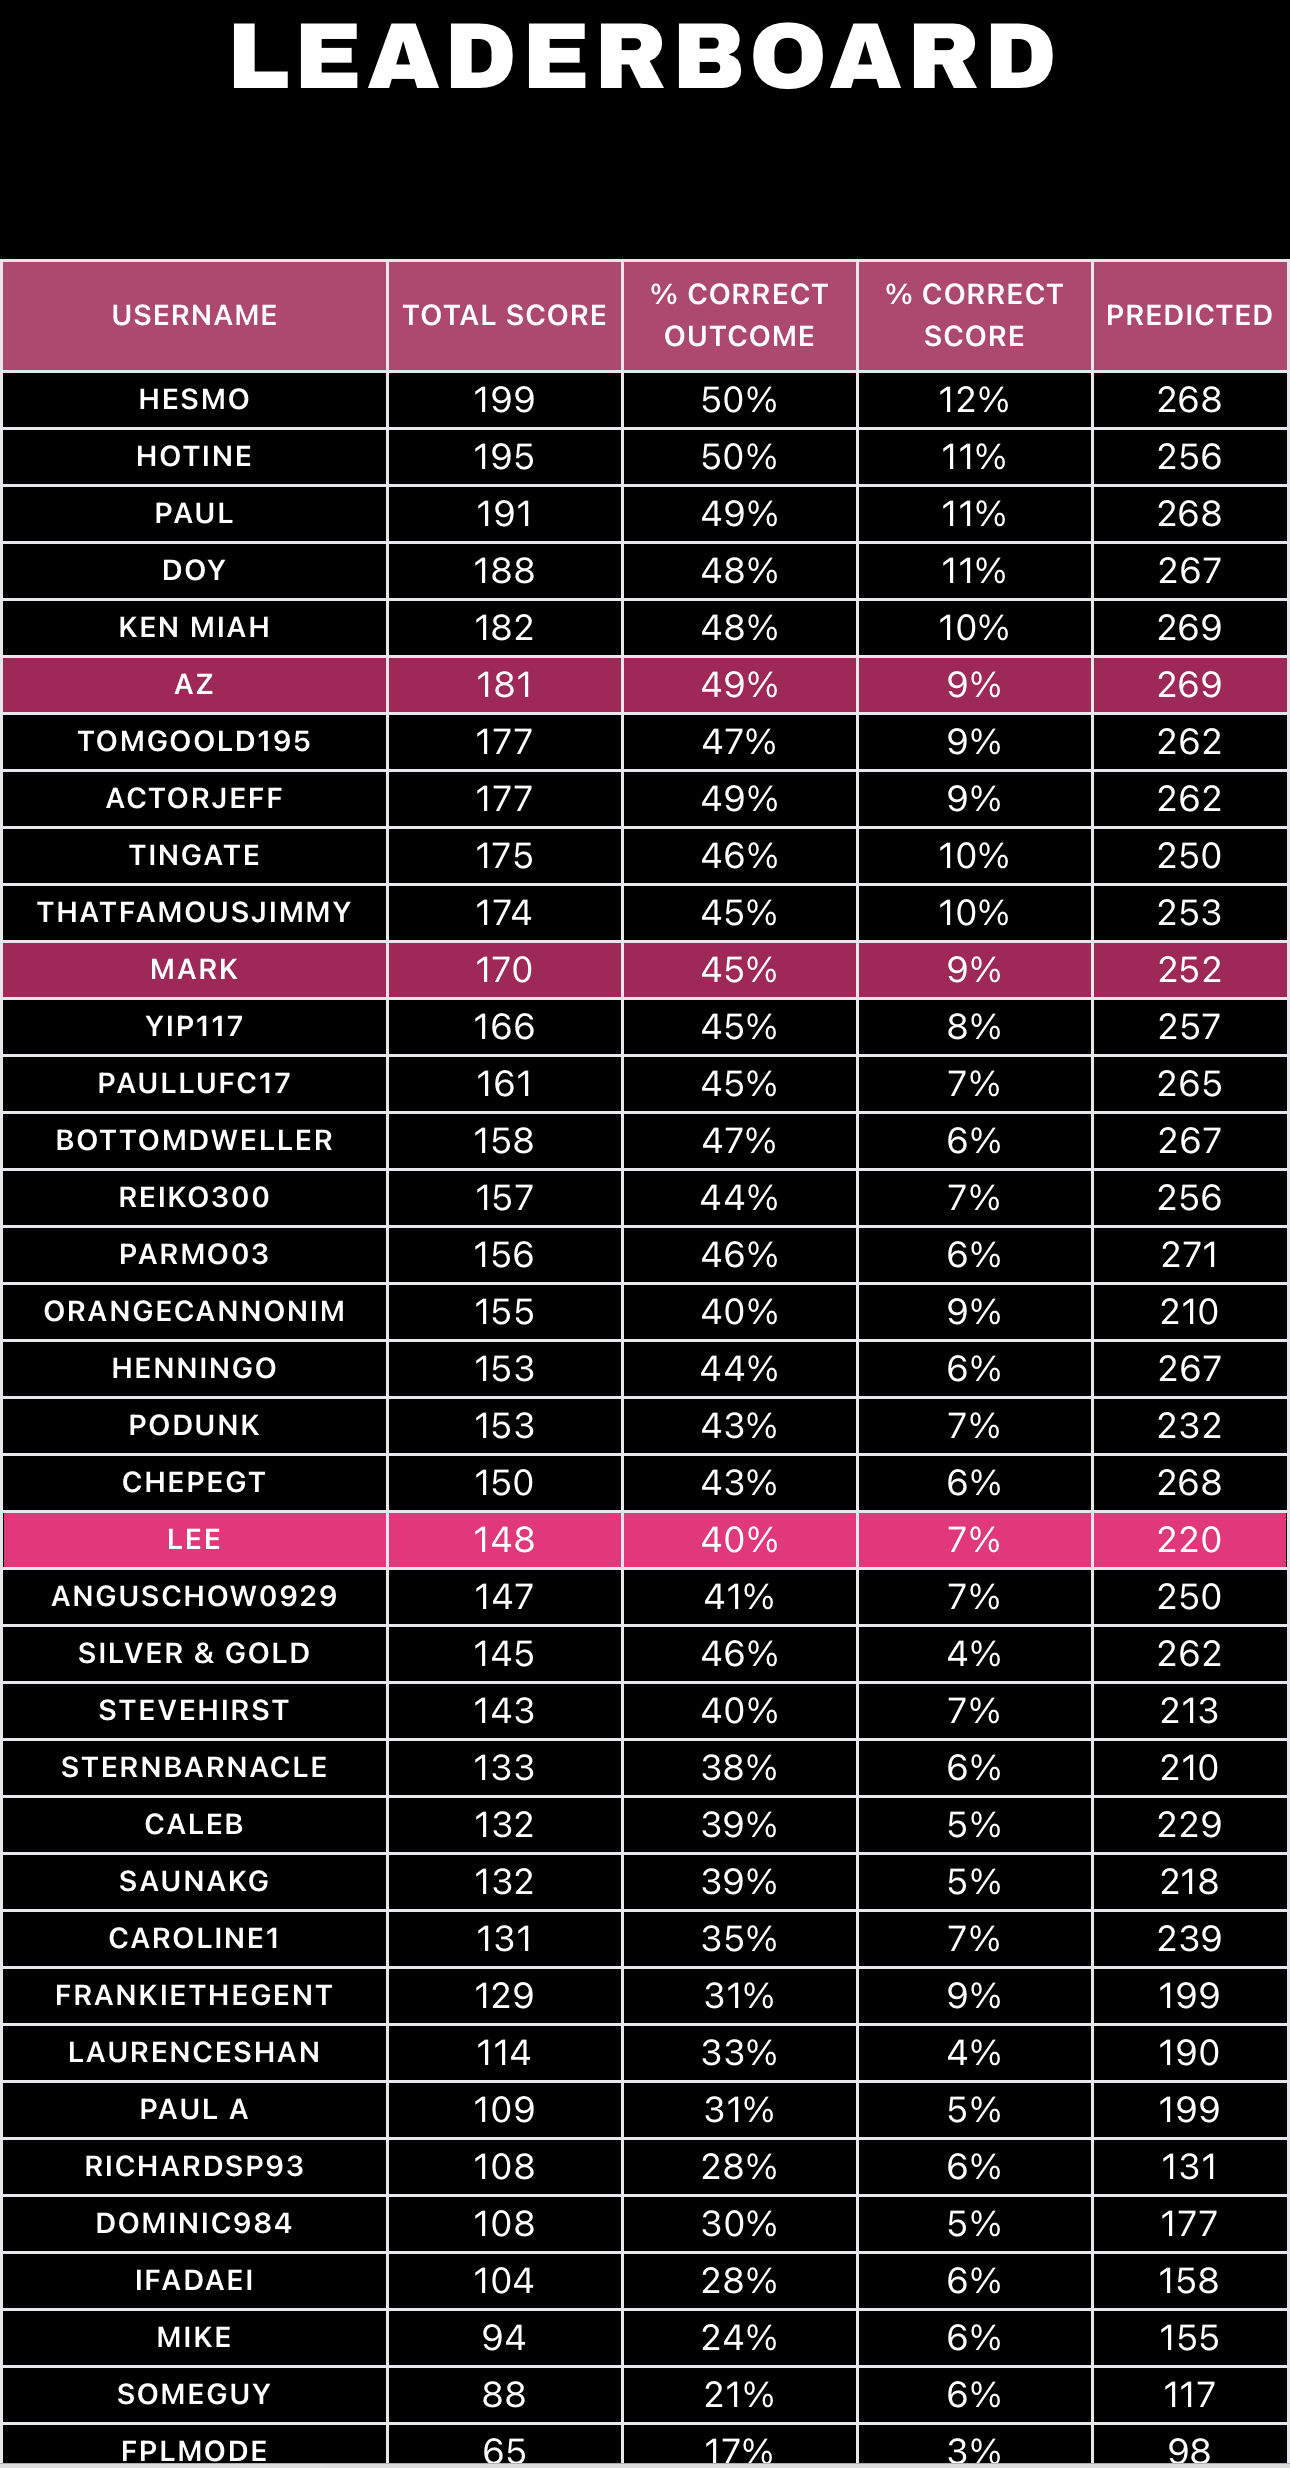 LEADERBOARD
USERNAME TOTAL SCORE % CORRECT OUTCOME % CORRECT SCORE PREDICTED
HESMO 199 50% 12% 268
HOTINE 195 50% 11% 256
PAUL 191 49% 11% 268
DOY 188 48% 11% 267
KEN MIAH 182 48% 10% 269
AZ 181 49% 9% 269
TOMGOOLD195 177 47% 9% 262
ACTORJEFF 177 49% 9% 262
TINGATE 175 46% 10% 250
THATFAMOUSJIMMY 174 45% 10% 253
MARK 170 45% 9% 252
YIP117 166 45% 8% 257
PAULLUFC17 161 45% 7% 265
BOTTOMDWELLER 158 47% 6% 267
REIKO300 157 44% 7% 256
PARMO03 156 46% 6% 271
ORANGECANNONIM 155 40% 9% 210
HENNINGO 153 44% 6% 267
PODUNK 153 43% 7% 232
CHEPEGT 150 43% 6% 268
LEE 148 40% 7% 220
ANGUSCHOW0929 147 41% 7% 250
SILVER & GOLD 145 46% 4% 262
STEVEHIRST 143 40% 7% 213
STERNBARNACLE 133 38% 6% 210
CALEB 132 39% 5% 229
SAUNAKG 132 39% 5% 218
CAROLINE1 131 35% 7% 239
FRANKIETHEGENT 129 31% 9% 199
LAURENCESHAN 114 33% 4% 190
PAUL A 109 31% 5% 199
RICHARDSP93 108 28% 6% 131
DOMINIC984 108 30% 5% 177
IFADAEI 104 28% 6% 158
MIKE 94 24% 6% 155
SOMEGUY 88 21% 6% 117
FPLMODE 65 17% 3% 98